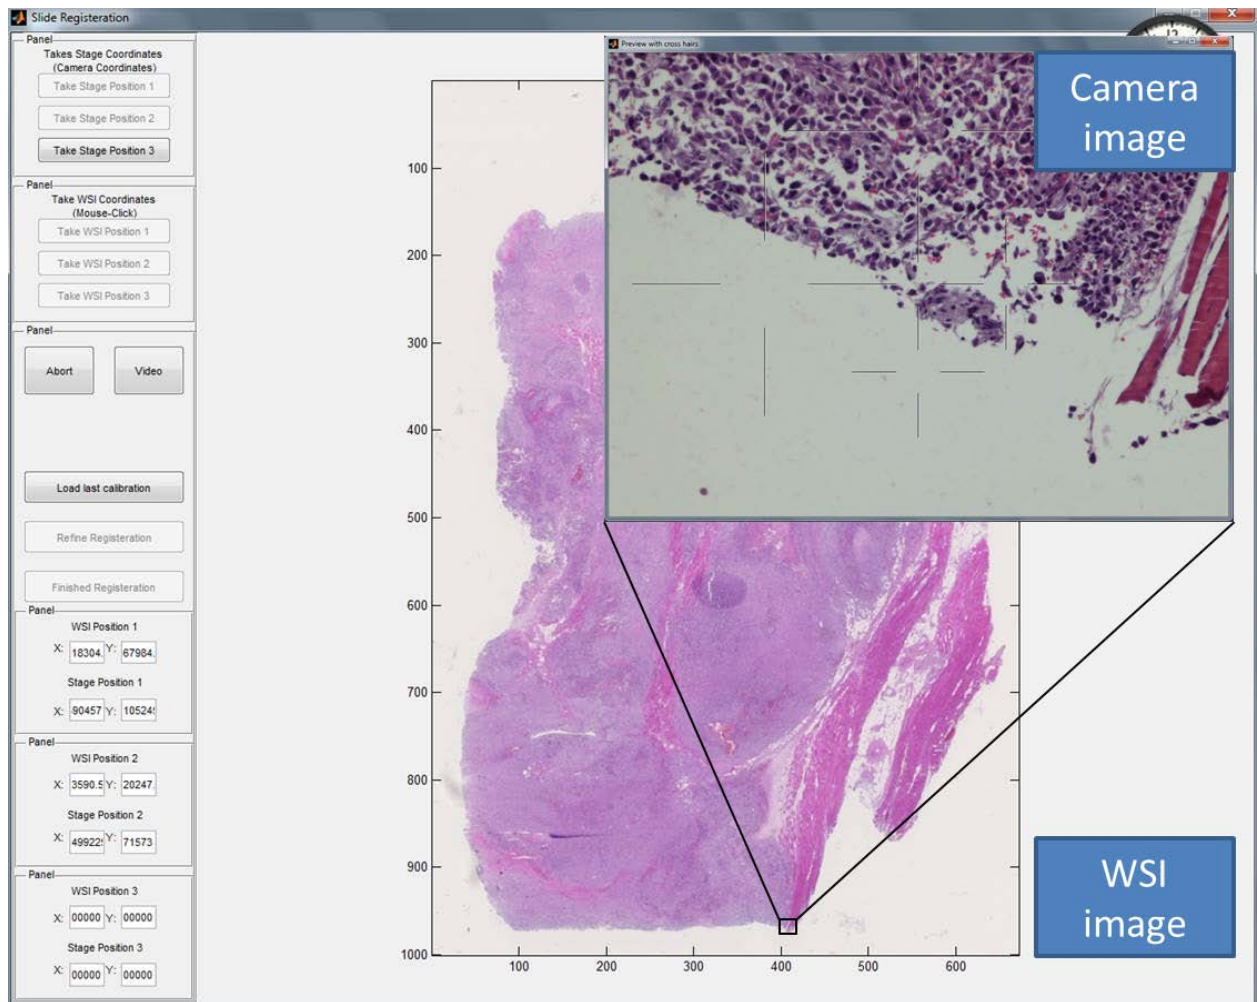 Slide Registeration
Panel
Takes Stage Coordinates
(Camera Coordinates)
Take Stage Position 1
Take Stage Position 2
Take Stage Position 3
Panel
Take WSI Coordinates
(Mouse-Click)
Take WSI Position 1
Take WSI Position 2
Take WSI Position 3
Panel
Abort
Video
Load last calibration
Refine Registeration
Finished Registeration
Panel
WSI Position 1
X: 18304. Y: 67984.
Stage Position 1
X: -90457 Y: 10524
Panel
WSI Position 2
X: 3590.5 Y: 20247.
Stage Position 2
X: 49922 Y: 71573
Panel
WSI Position 3
X: 00000 Y: 00000
Stage Position 3
X: 00000 Y: 00000
Preview with cross hairs
Camera
image
12
100
200
300
400
500
600
700
800
900
1000
100 200 300 400 500 600
WSI
image